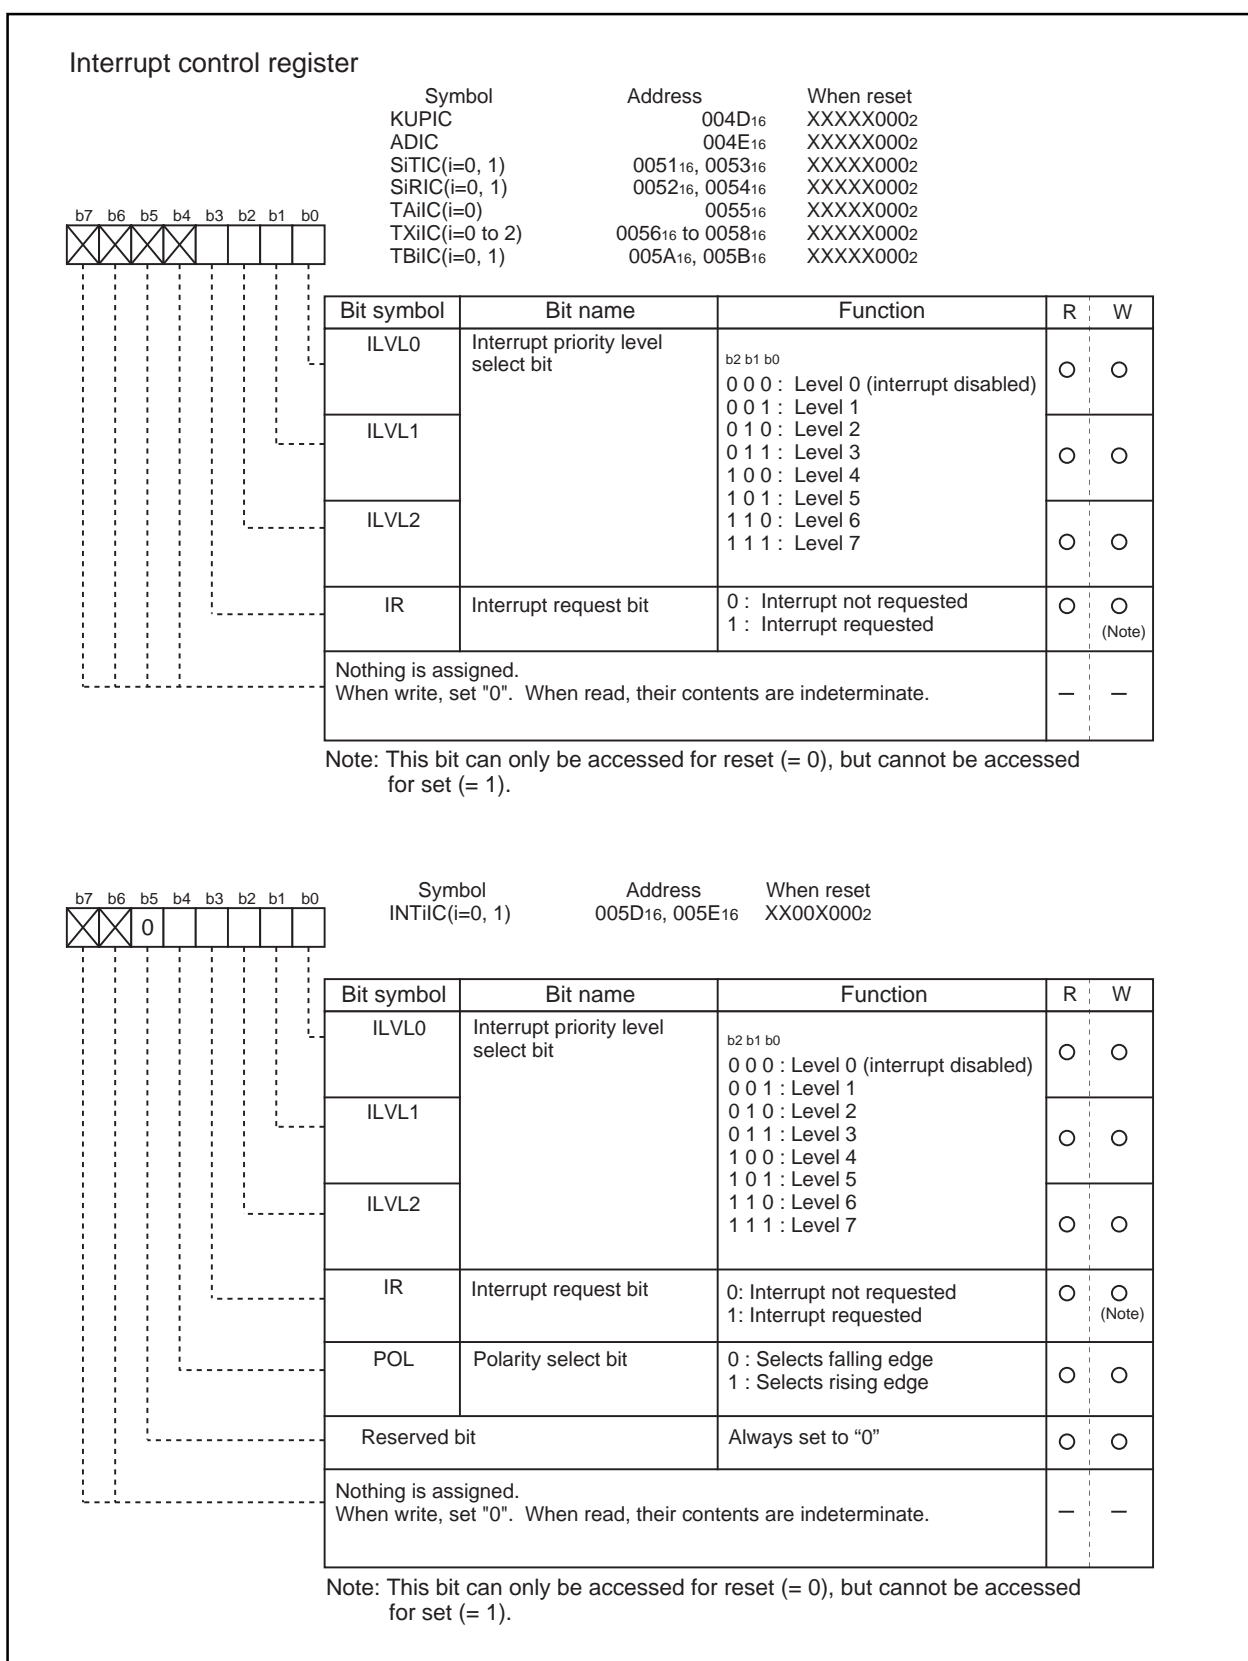 Interrupt control register
Symbol Address When reset
KUPIC 004D16 XXXXX0002
ADIC 004E16 XXXXX0002
SiTIC(i=0, 1) 005116, 005316 XXXXX0002
SiRIC(i=0, 1) 005216, 005416 XXXXX0002
TAiIC(i=0) 005516 XXXXX0002
TXiIC(i=0 to 2) 005616 to 005816 XXXXX0002
TBiIC(i=0, 1) 005A16, 005B16 XXXXX0002
b7 b6 b5 b4 b3 b2 b1 b0
Bit symbol Bit name Function R W
ILVL0 Interrupt priority level
select bit
b2 b1 b0
0 0 0 : Level 0 (interrupt disabled)
0 0 1 : Level 1
ILVL1 0 1 0 : Level 2
0 1 1 : Level 3
1 0 0 : Level 4
1 0 1 : Level 5
ILVL2 1 1 0 : Level 6
1 1 1 : Level 7
IR Interrupt request bit 0 : Interrupt not requested
1 : Interrupt requested
(Note)
Nothing is assigned.
When write, set "0". When read, their contents are indeterminate.
Note: This bit can only be accessed for reset (= 0), but cannot be accessed
for set (= 1).
Symbol Address When reset
INTiIC(i=0, 1) 005D16, 005E16 XX00X0002
b7 b6 b5 b4 b3 b2 b1 b0
0
Bit symbol Bit name Function R W
ILVL0 Interrupt priority level
select bit
b2 b1 b0
0 0 0 : Level 0 (interrupt disabled)
0 0 1 : Level 1
ILVL1 0 1 0 : Level 2
0 1 1 : Level 3
1 0 0 : Level 4
1 0 1 : Level 5
ILVL2 1 1 0 : Level 6
1 1 1 : Level 7
IR Interrupt request bit 0: Interrupt not requested
1: Interrupt requested
(Note)
POL Polarity select bit 0 : Selects falling edge
1 : Selects rising edge
Reserved bit Always set to “0”
Nothing is assigned.
When write, set "0". When read, their contents are indeterminate.
Note: This bit can only be accessed for reset (= 0), but cannot be accessed
for set (= 1).